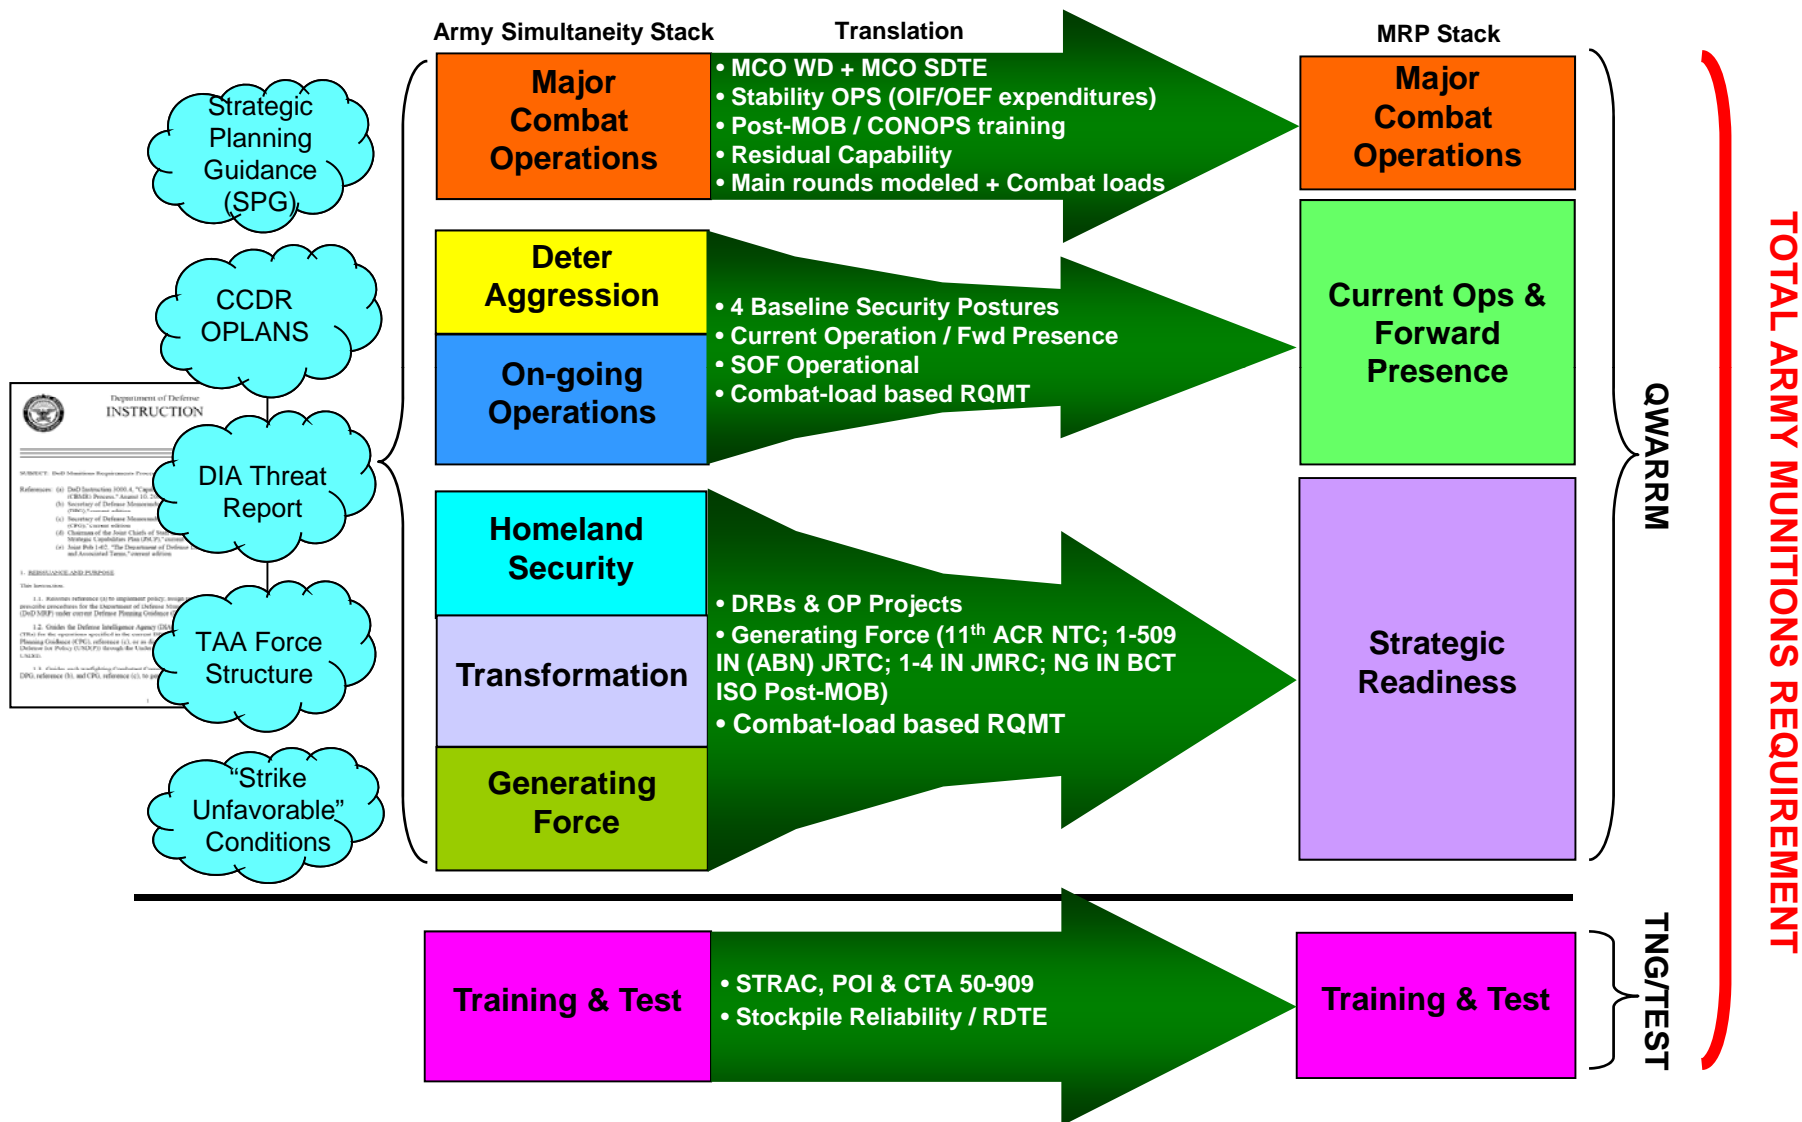 Army Simultaneity Stack
Translation
MRP Stack
Strategic
Planning
Guidance
(SPG)
CCDR
OPLANS
DIA Threat
Report
TAA Force
Structure
“Strike
Unfavorable”
Conditions
Department of Defense
INSTRUCTION
Major
Combat
Operations
• MCO WD + MCO SDTE
• Stability OPS (OIF/OEF expenditures)
• Post-MOB / CONOPS training
• Residual Capability
• Main rounds modeled + Combat loads
Major
Combat
Operations
Deter
Aggression
On-going
Operations
• 4 Baseline Security Postures
• Current Operation / Fwd Presence
• SOF Operational
• Combat-load based RQMT
Current Ops &
Forward
Presence
Homeland
Security
Transformation
Generating
Force
• DRBs & OP Projects
• Generating Force (11th ACR NTC; 1-509
IN (ABN) JRTC; 1-4 IN JMRC; NG IN BCT
ISO Post-MOB)
• Combat-load based RQMT
Strategic
Readiness
QWARRM
Training & Test
• STRAC, POI & CTA 50-909
• Stockpile Reliability / RDTE
Training & Test
TNG/TEST
TOTAL ARMY MUNITIONS REQUIREMENT